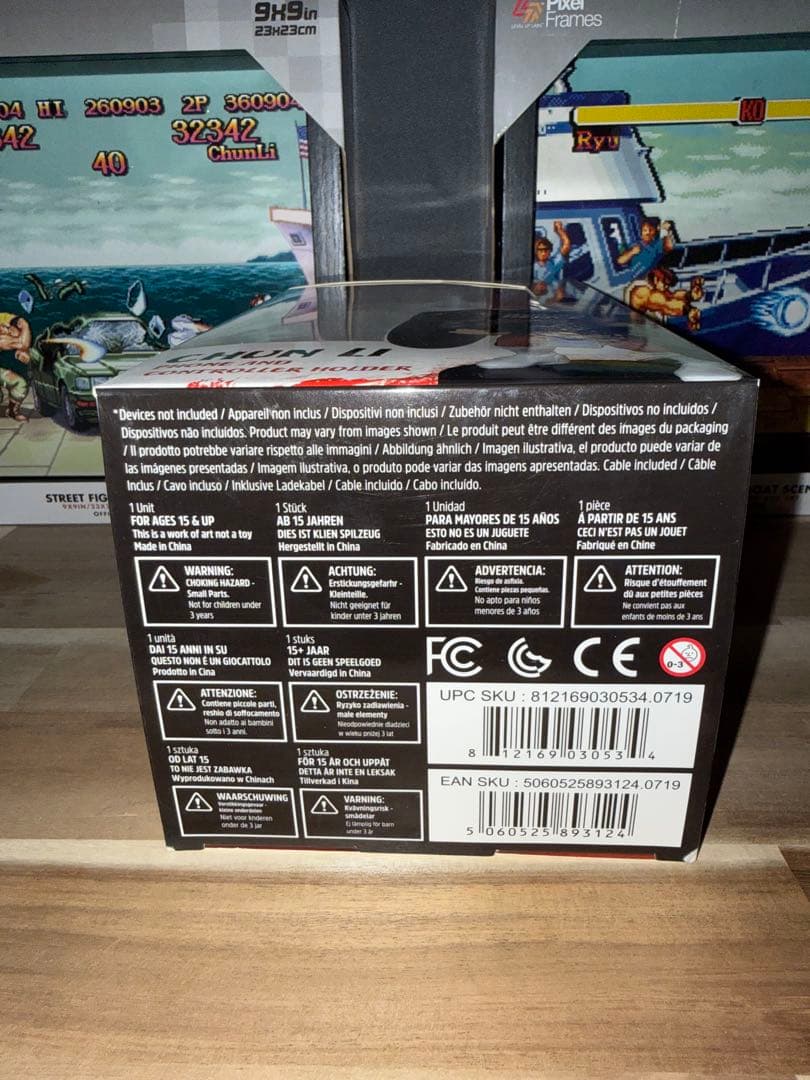 9x9in
23x23cm
Pixel
Frames
04 HI 260903 2P 36090
42 32342
40 ChunLi
KO
Ryu
CHUN LI
CONTROLLER HOLDER
STREET FIG
*Devices not included / Appareil non inclus / Dispositivi non inclusi / Zubehör nicht enthalten / Dispositivos no incluidos /
Dispositivos não incluídos. Product may vary from images shown / Le produit peut être différent des images du packaging
/ Il prodotto potrebbe variare rispetto alle immagini / Abbildung ähnlich / Imagen ilustrativa, el producto puede variar de
las imágenes presentadas / Imagem ilustrativa, o produto pode variar das imagens apresentadas. Cable included / Câble
Inclus / Cavo incluso / Inklusive Ladekabel / Cable incluido / Cabo incluido.
1 Unit
FOR AGES 15 & UP
This is a work of art not a toy
Made in China
1 Stück
AB 15 JAHREN
DIES IST KLIEN SPILZEUG
Hergestellt in China
1 Unidad
PARA MAYORES DE 15 AÑOS
ESTO NO ES UN JUGUETE
Fabricado en China
1 pièce
À PARTIR DE 15 ANS
CECI N'EST PAS UN JOUET
Fabriqué en Chine
WARNING:
CHOKING HAZARD -
Small Parts.
Not for children under
3 years
ACHTUNG:
Erstickungsgefarhr -
Kleinteile.
Nicht geeignet für
kinder unter 3 jahren
ADVERTENCIA:
Riesgo de asfixia.
Contiene piezas pequeñas.
No apto para niños
menores de 3 años
ATTENTION:
Risque d'étouffement
dû aux petites pièces
Ne convient pas aux
enfants de moins de 3 ans
1 unità
DAI 15 ANNI IN SU
QUESTO NON È UN GIOCATTOLO
Prodotto in Cina
1 stuks
15+ JAAR
DIT IS GEEN SPEELGOED
Vervaardigd in China
FC
CE
0-3
ATTENZIONE:
Contiene piccole parti,
reshio di soffocamento
Non adatto ai bambini
sotto i 3 anni.
OSTRZEŻENIE:
Ryzyko zadlawienia -
male elementy
Nieodpowiednie dladzieci
w wieku poniżej 3 lat
UPC SKU : 812169030534.0719
8 12169 03053 4
1 sztuka
OD LAT 15
TO NIE JEST ZABAWKA
Wyprodukowano w Chinach
1 sztuka
FÖR 15 ÅR OCH UPPÅT
DETTA ÄR INTE EN LEKSAK
Tillverkad i Kina
WAARSCHUWING
Verstikkingsgevaar -
kleine onderdelen
Niet voor knderen
onder de 3 jar
VARNING:
Kvävningsrisk -
smådelar
Ej lämplig för barn
under 3 år
EAN SKU : 5060525893124.0719
5 060525 893124